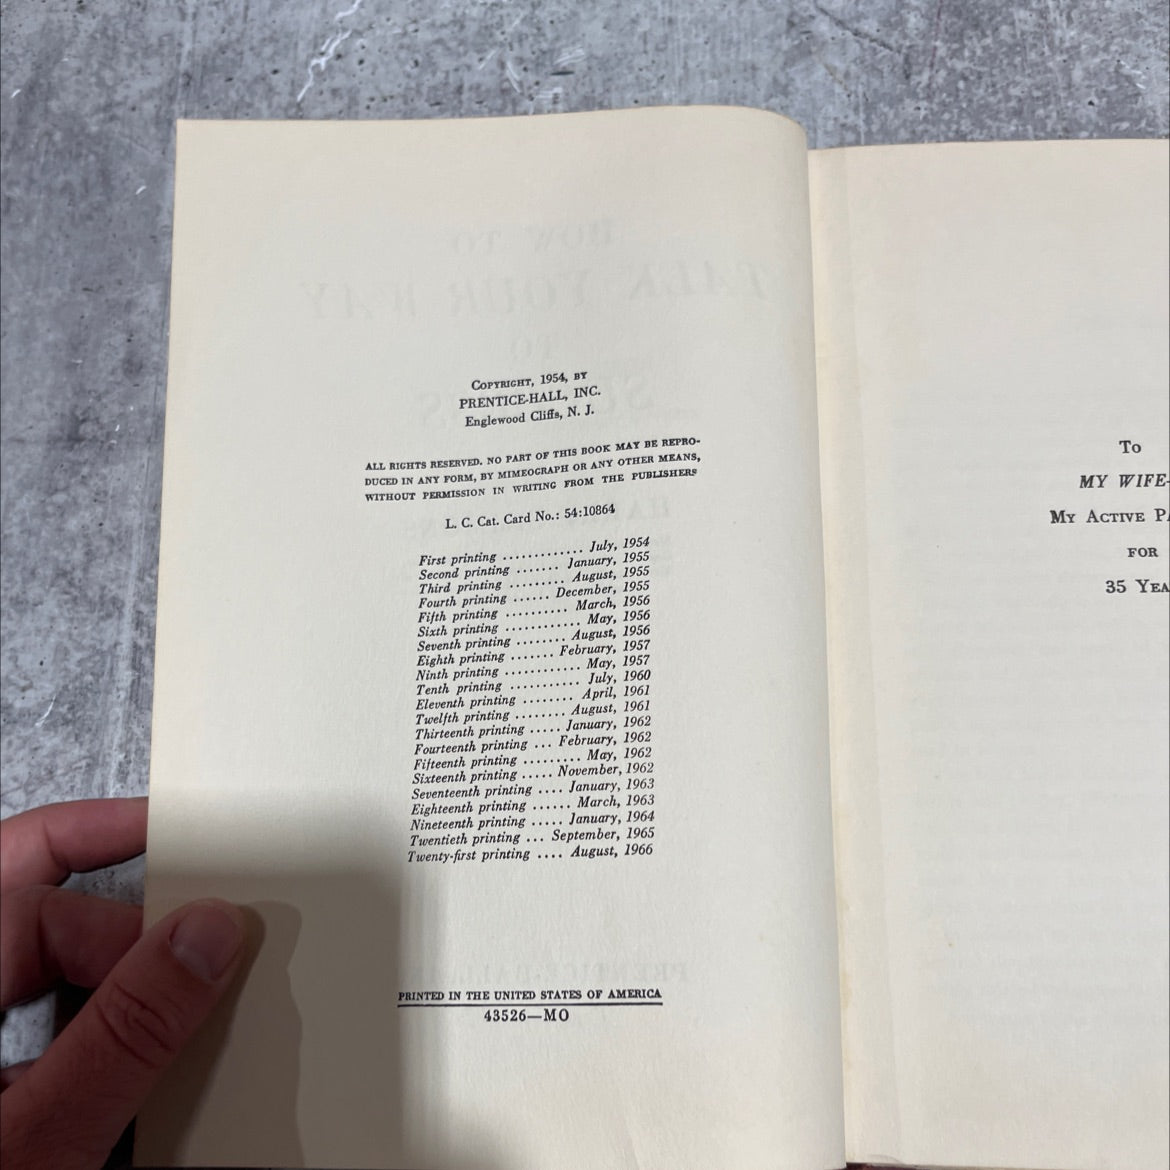 COPYRIGHT, 1954, BY
PRENTICE-HALL, INC.
Englewood Cliffs, N. J.
ALL RIGHTS RESERVED. NO PART OF THIS BOOK MAY BE REPRO-
DUCED IN ANY FORM, BY MIMEOGRAPH OR ANY OTHER MEANS,
WITHOUT PERMISSION IN WRITING FROM THE PUBLISHERS
L. C. Cat. Card No.: 54:10864
First printing ............. July, 1954
Second printing ....... January, 1955
Third printing ......... August, 1955
Fourth printing ...... December, 1955
Fifth printing .......... March, 1956
Sixth printing ............ May, 1956
Seventh printing ........ August, 1956
Eighth printing ....... February, 1957
Ninth printing ............ May, 1957
Tenth printing ........... July, 1960
Eleventh printing ........ April, 1961
Twelfth printing ........ August, 1961
Thirteenth printing ..... January, 1962
Fourteenth printing ... February, 1962
Fifteenth printing ......... May, 1962
Sixteenth printing ..... November, 1962
Seventeenth printing .... January, 1963
Eighteenth printing ...... March, 1963
Nineteenth printing ..... January, 1964
Twentieth printing ... September, 1965
Twenty-first printing .... August, 1966
PRINTED IN THE UNITED STATES OF AMERICA
43526—MO
To
MY WIFE-
MY ACTIVE PA
FOR
35 YEA